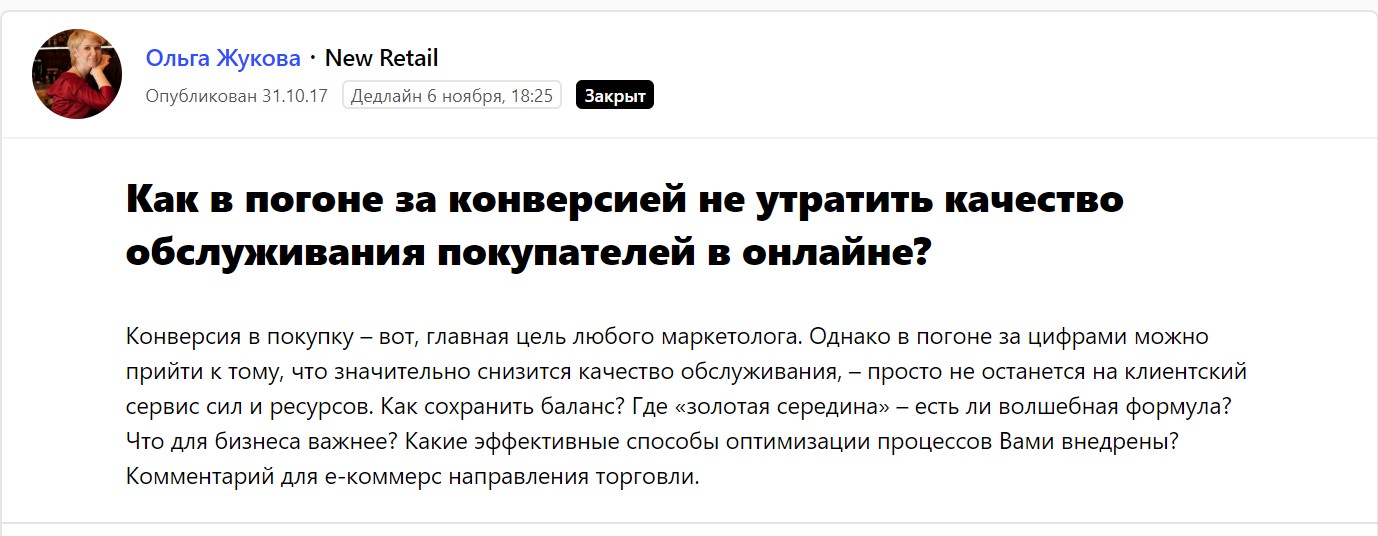 Ольга Жукова · New Retail
Опубликован 31.10.17 Дедлайн 6 ноября, 18:25 Закрыт
Как в погоне за конверсией не утратить качество
обслуживания покупателей в онлайне?
Конверсия в покупку – вот, главная цель любого маркетолога. Однако в погоне за цифрами можно
прийти к тому, что значительно снизится качество обслуживания, – просто не останется на клиентский
сервис сил и ресурсов. Как сохранить баланс? Где «золотая середина» – есть ли волшебная формула?
Что для бизнеса важнее? Какие эффективные способы оптимизации процессов Вами внедрены?
Комментарий для е-коммерс направления торговли.